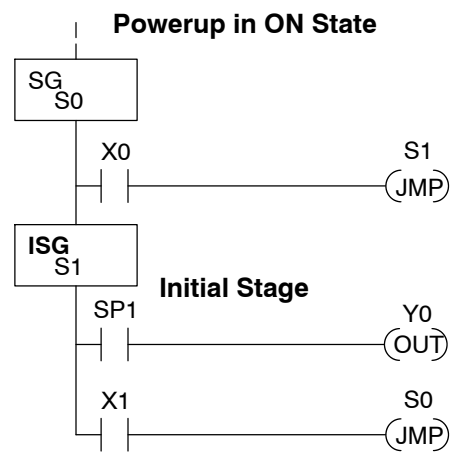 Powerup in ON State
SG
S0
X0
S1
JMP
ISG
S1
Initial Stage
SP1
Y0
OUT
X1
S0
JMP